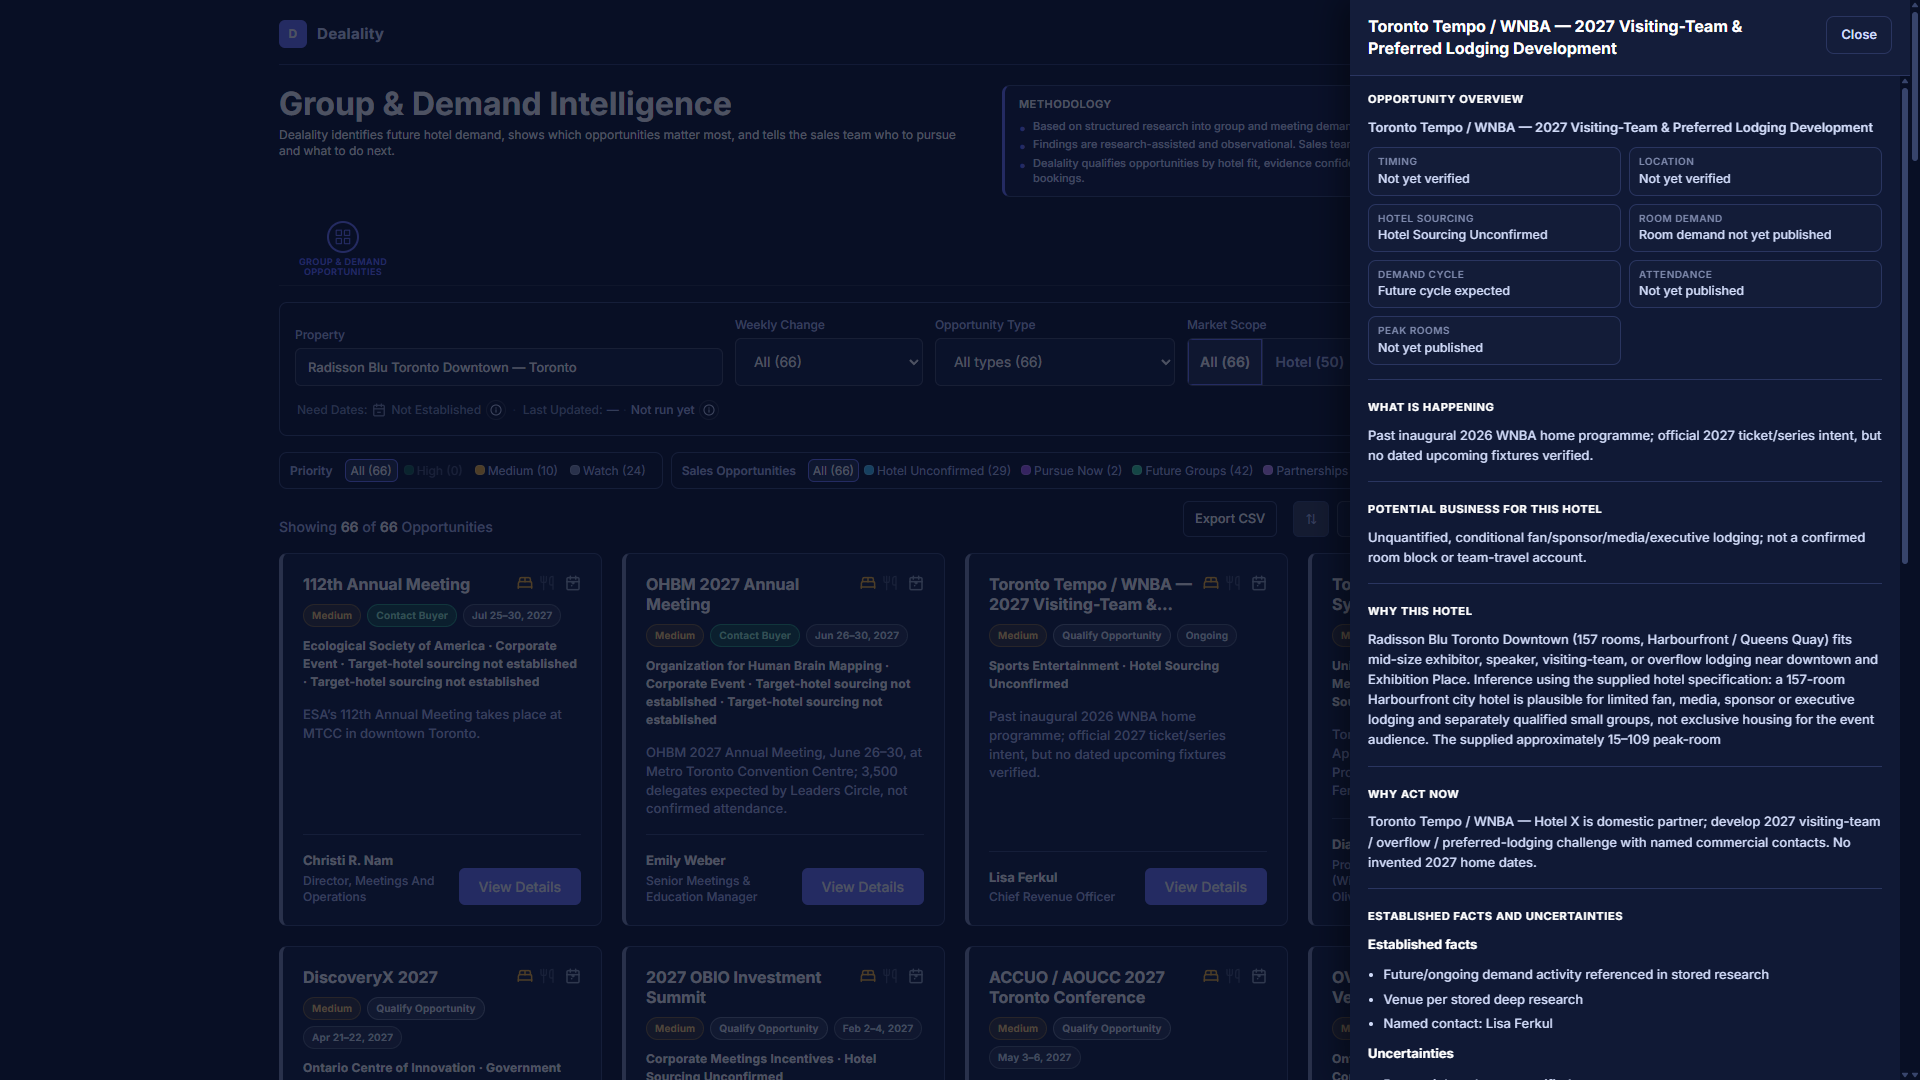 D
Dealality
Group & Demand Intelligence
Dealality identifies future hotel demand, shows which opportunities matter most, and tells the sales team who to pursue
and what to do next.
METHODOLOGY
Based on structured research into group and meeting
Findings are research-assisted and observational. Sales
Dealality qualifies opportunities by hotel fit, evidence
bookings.
GROUP & DEMAND
OPPORTUNITIES
Property
Radisson Blu Toronto Downtown — Toronto
Weekly Change
All (66)
Opportunity Type
All types (66)
Market Scope
All (66)
Hotel (50)
Need Dates: Not Established · Last Updated: — Not run yet
Priority All (66) High (0) Medium (10) Watch (24)
Sales Opportunities All (66) Hotel Unconfirmed (29) Pursue Now (2) Future Groups (42) Partnerships
Showing 66 of 66 Opportunities
Export CSV
112th Annual Meeting
Medium Contact Buyer Jul 25–30, 2027
Ecological Society of America · Corporate
Event · Target-hotel sourcing not established
· Target-hotel sourcing not established
ESA's 112th Annual Meeting takes place at
MTCC in downtown Toronto.
Christi R. Nam
Director, Meetings And
Operations
View Details
OHBM 2027 Annual
Meeting
Medium Contact Buyer Jun 26–30, 2027
Organization for Human Brain Mapping ·
Corporate Event · Target-hotel sourcing not
established · Target-hotel sourcing not
established
OHBM 2027 Annual Meeting, June 26–30, at
Metro Toronto Convention Centre; 3,500
delegates expected by Leaders Circle, not
confirmed attendance.
Emily Weber
Senior Meetings &
Education Manager
View Details
Toronto Tempo / WNBA —
2027 Visiting-Team &...
Medium Qualify Opportunity Ongoing
Sports Entertainment · Hotel Sourcing
Unconfirmed
Past inaugural 2026 WNBA home
programme; official 2027 ticket/series
intent, but no dated upcoming fixtures
verified.
Lisa Ferkul
Chief Revenue Officer
View Details
DiscoveryX 2027
Medium Qualify Opportunity
Apr 21–22, 2027
Ontario Centre of Innovation · Government
2027 OBIO Investment
Summit
Medium Qualify Opportunity Feb 2–4, 2027
Corporate Meetings Incentives · Hotel
Sourcing Unconfirmed
ACCUO / AOUCC 2027
Toronto Conference
Medium Qualify Opportunity
May 3–6, 2027
Toronto Tempo / WNBA — 2027 Visiting-Team &
Preferred Lodging Development
Close
OPPORTUNITY OVERVIEW
Toronto Tempo / WNBA — 2027 Visiting-Team & Preferred Lodging Development
TIMING
Not yet verified
LOCATION
Not yet verified
HOTEL SOURCING
Hotel Sourcing Unconfirmed
ROOM DEMAND
Room demand not yet published
DEMAND CYCLE
Future cycle expected
ATTENDANCE
Not yet published
PEAK ROOMS
Not yet published
WHAT IS HAPPENING
Past inaugural 2026 WNBA home programme; official 2027 ticket/series intent, but
no dated upcoming fixtures verified.
POTENTIAL BUSINESS FOR THIS HOTEL
Unquantified, conditional fan/sponsor/media/executive lodging; not a confirmed
room block or team-travel account.
WHY THIS HOTEL
Radisson Blu Toronto Downtown (157 rooms, Harbourfront / Queens Quay) fits
mid-size exhibitor, speaker, visiting-team, or overflow lodging near downtown and
Exhibition Place. Inference using the supplied hotel specification: a 157-room
Harbourfront city hotel is plausible for limited fan, media, sponsor or executive
lodging and separately qualified small groups, not exclusive housing for the event
audience. The supplied approximately 15–109 peak-room
WHY ACT NOW
Toronto Tempo / WNBA — Hotel X is domestic partner; develop 2027 visiting-team
/ overflow / preferred-lodging challenge with named commercial contacts. No
invented 2027 home dates.
ESTABLISHED FACTS AND UNCERTAINTIES
Established facts
• Future/ongoing demand activity referenced in stored research
• Venue per stored deep research
• Named contact: Lisa Ferkul
Uncertainties